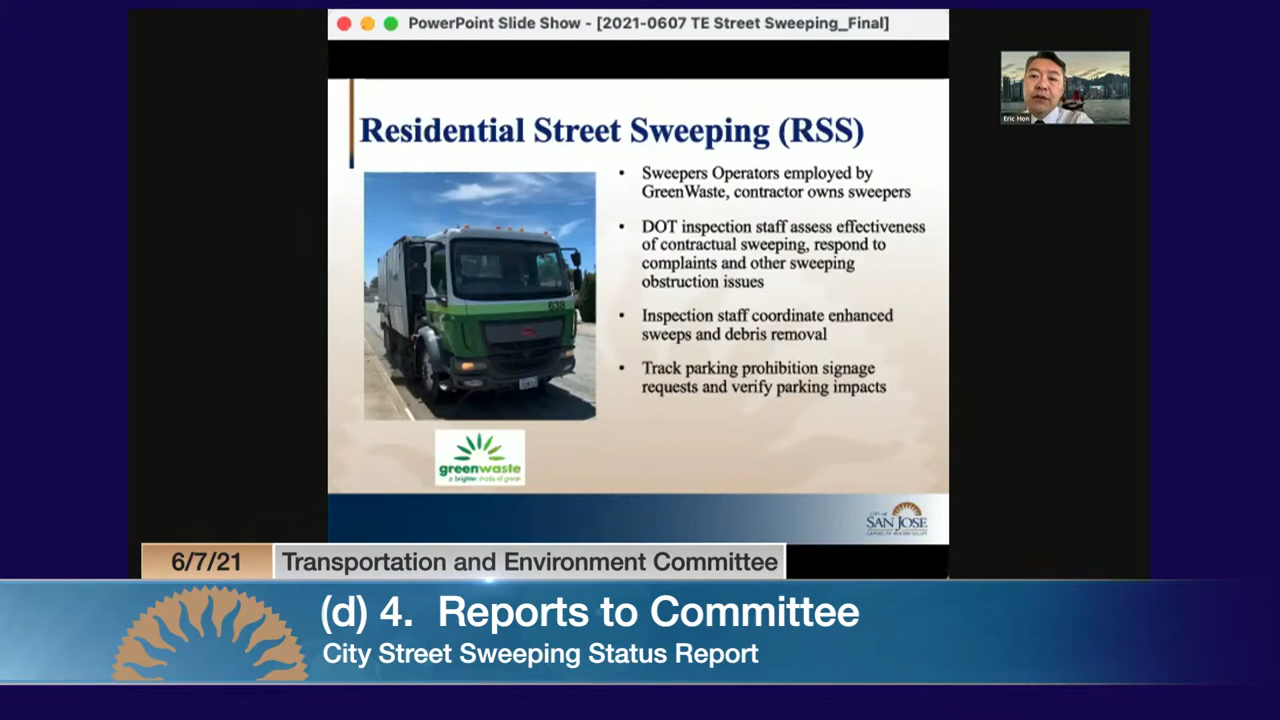 PowerPoint Slide Show - [2021-0607 TE Street Sweeping_Final]
Eric Hon
Residential Street Sweeping (RSS)
• Sweepers Operators employed by
GreenWaste, contractor owns sweepers
• DOT inspection staff assess effectiveness
of contractual sweeping, respond to
complaints and other sweeping
obstruction issues
• Inspection staff coordinate enhanced
sweeps and debris removal
• Track parking prohibition signage
requests and verify parking impacts
638
greenwaste
a brighter shade of green
CITY OF
SAN JOSE
CAPITAL OF SILICON VALLEY
6/7/21
Transportation and Environment Committee
(d) 4. Reports to Committee
City Street Sweeping Status Report